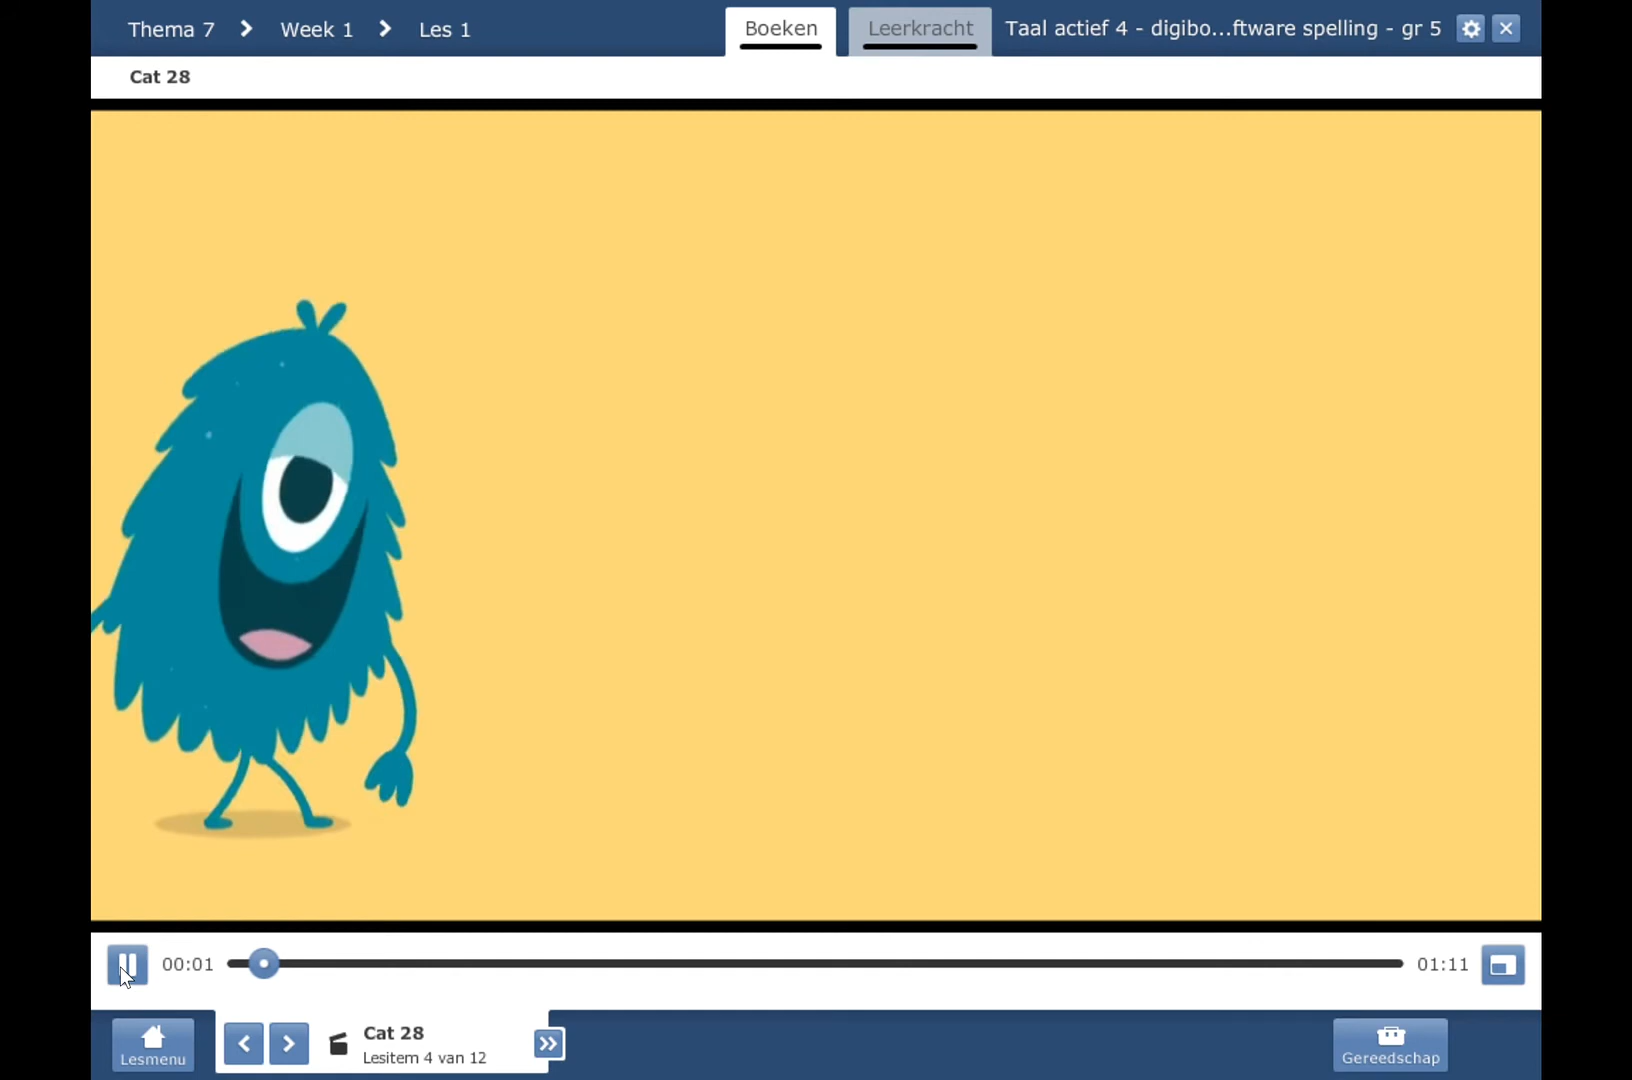 Thema 7 > Week 1 > Les 1
Boeken
Leerkracht
Taal actief 4 - digibo...ftware spelling - gr 5
Cat 28
00:01
01:11
Lesmenu
Cat 28
Lesitem 4 van 12
Gereedschap